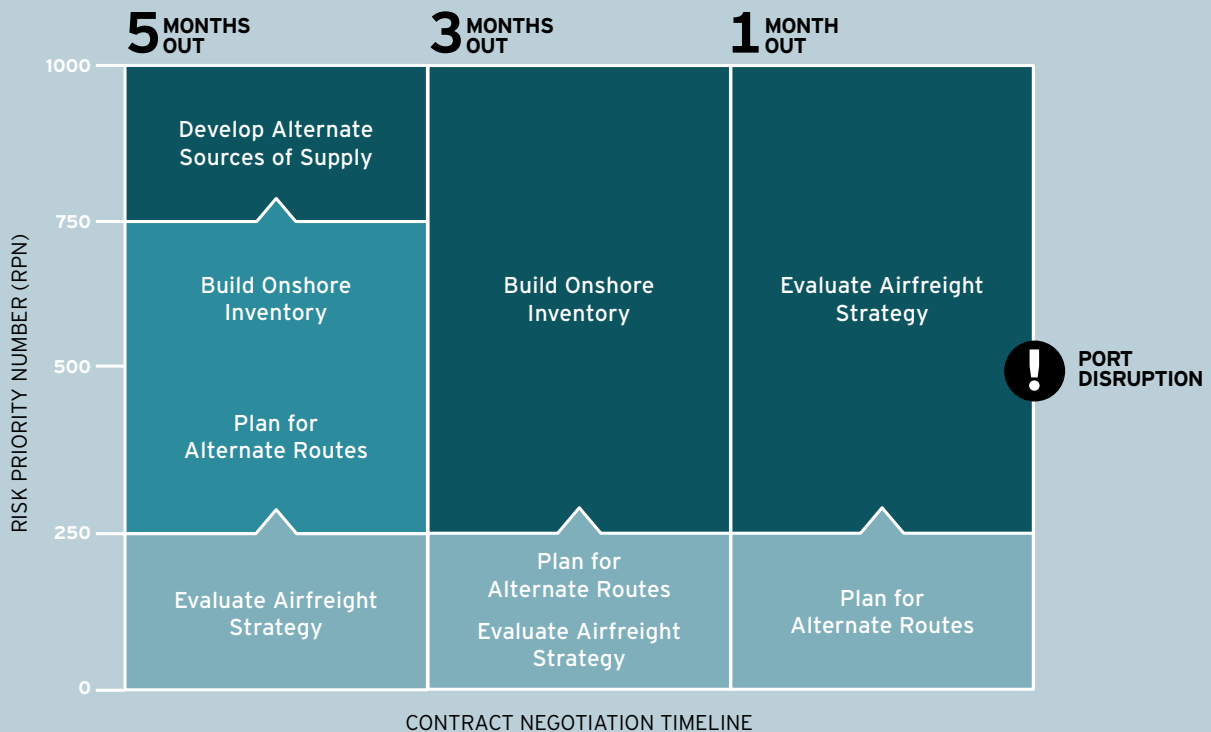 5 MONTHS
OUT
3 MONTHS
OUT
1 MONTH
OUT
RISK PRIORITY NUMBER (RPN)
1000
750
500
250
0
Develop Alternate
Sources of Supply
Build Onshore
Inventory
Plan for
Alternate Routes
Evaluate Airfreight
Strategy
Build Onshore
Inventory
Plan for
Alternate Routes
Evaluate Airfreight
Strategy
Evaluate Airfreight
Strategy
Plan for
Alternate Routes
!
PORT
DISRUPTION
CONTRACT NEGOTIATION TIMELINE